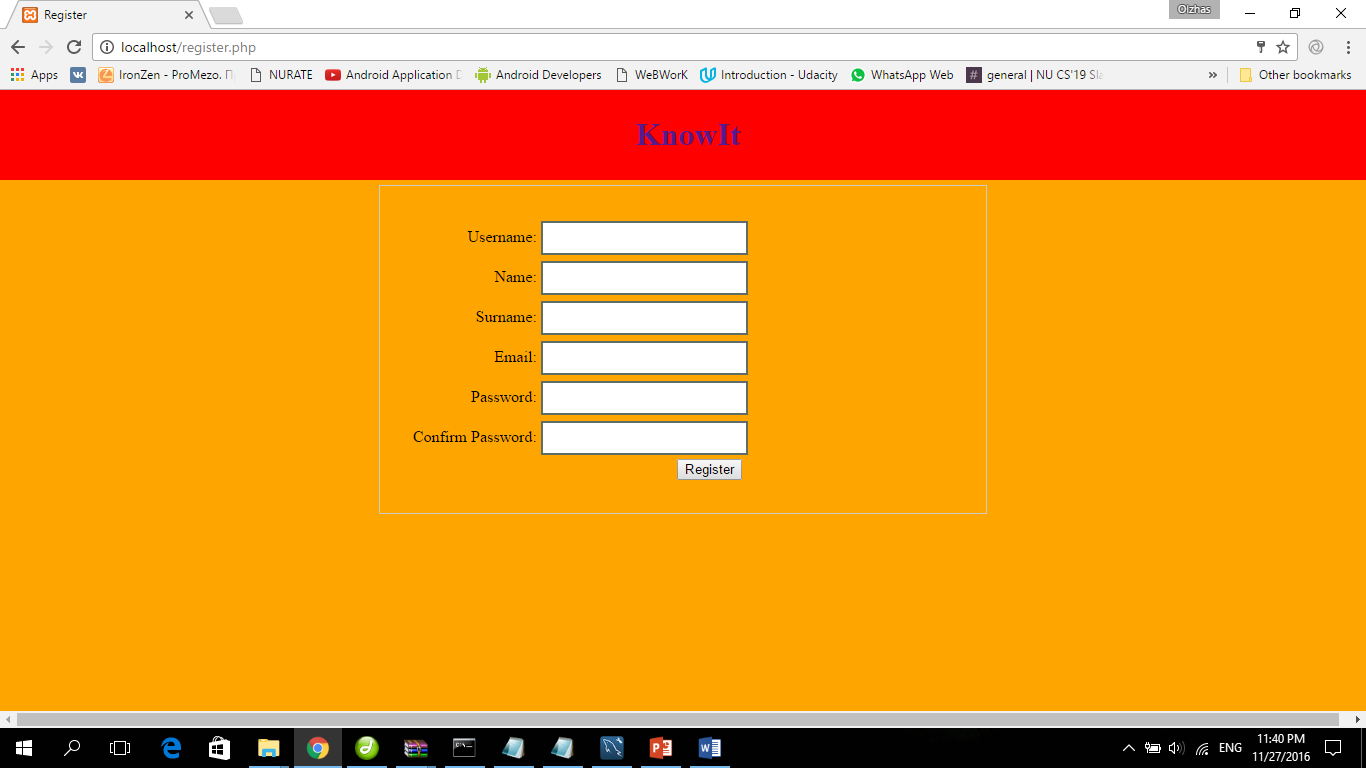 Register
Olzhas
localhost/register.php
Apps
IronZen - ProMezo. П
NURATE
Android Application D
Android Developers
WeBWorK
Introduction - Udacity
WhatsApp Web
# general | NU CS'19 Sla
»
Other bookmarks
KnowIt
Username:
Name:
Surname:
Email:
Password:
Confirm Password:
Register
ENG
11:40 PM
11/27/2016